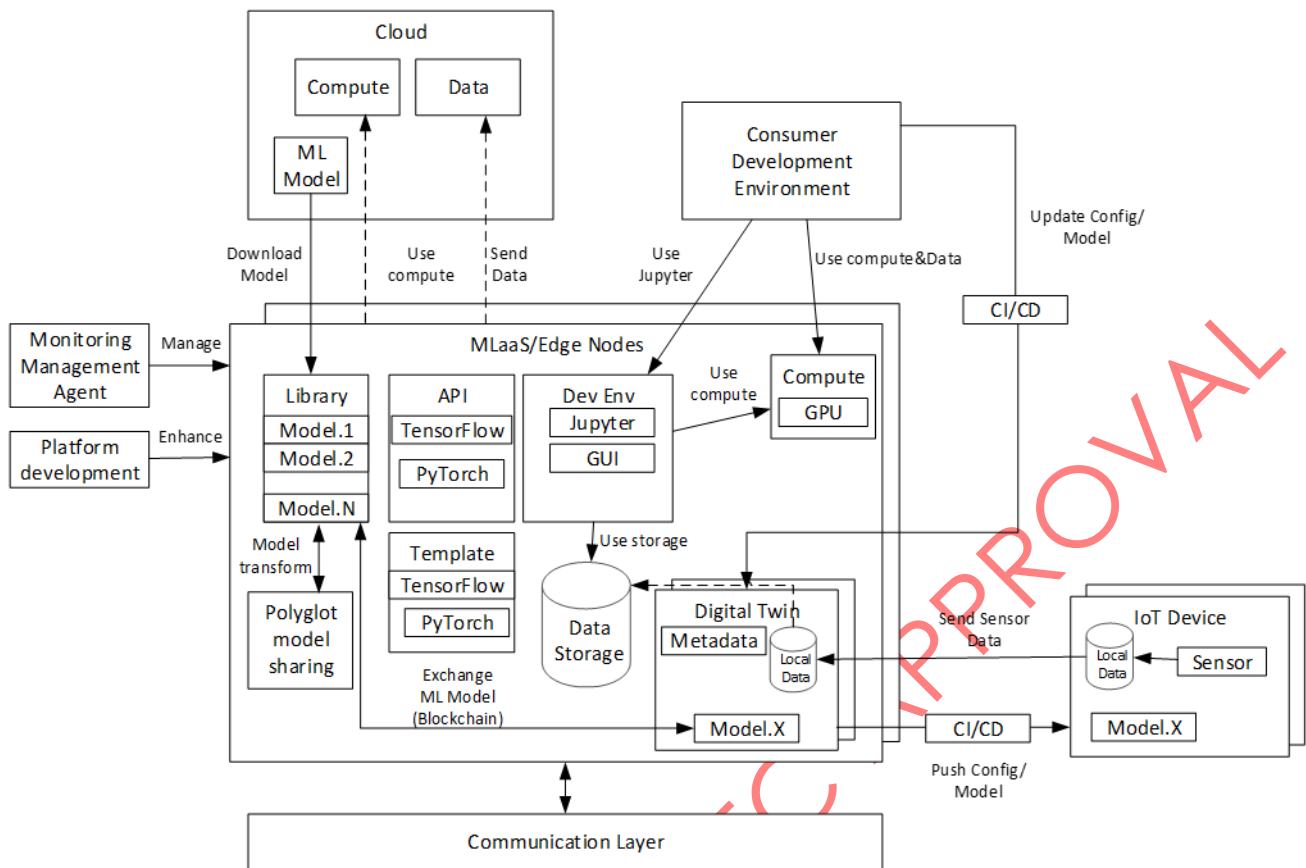 Cloud
Compute
Data
ML
Model
Consumer
Development
Environment
Update Config/
Model
Download
Model
Use
compute
Send
Data
Use
Jupyter
Use compute&Data
CI/CD
Monitoring
Management
Agent
Manage
Platform
development
Enhance
MLaaS/Edge Nodes
Library
Model.1
Model.2
Model.N
API
TensorFlow
PyTorch
Dev Env
Jupyter
GUI
Use
compute
Compute
GPU
Model
transform
Polyglot
model
sharing
Template
TensorFlow
PyTorch
Use storage
Data
Storage
Exchange
ML Model
(Blockchain)
Digital Twin
Metadata
Local
Data
Model.X
Send Sensor
Data
IoT Device
Local
Data
Sensor
Model.X
CI/CD
Push Config/
Model
Communication Layer
APPROVAL